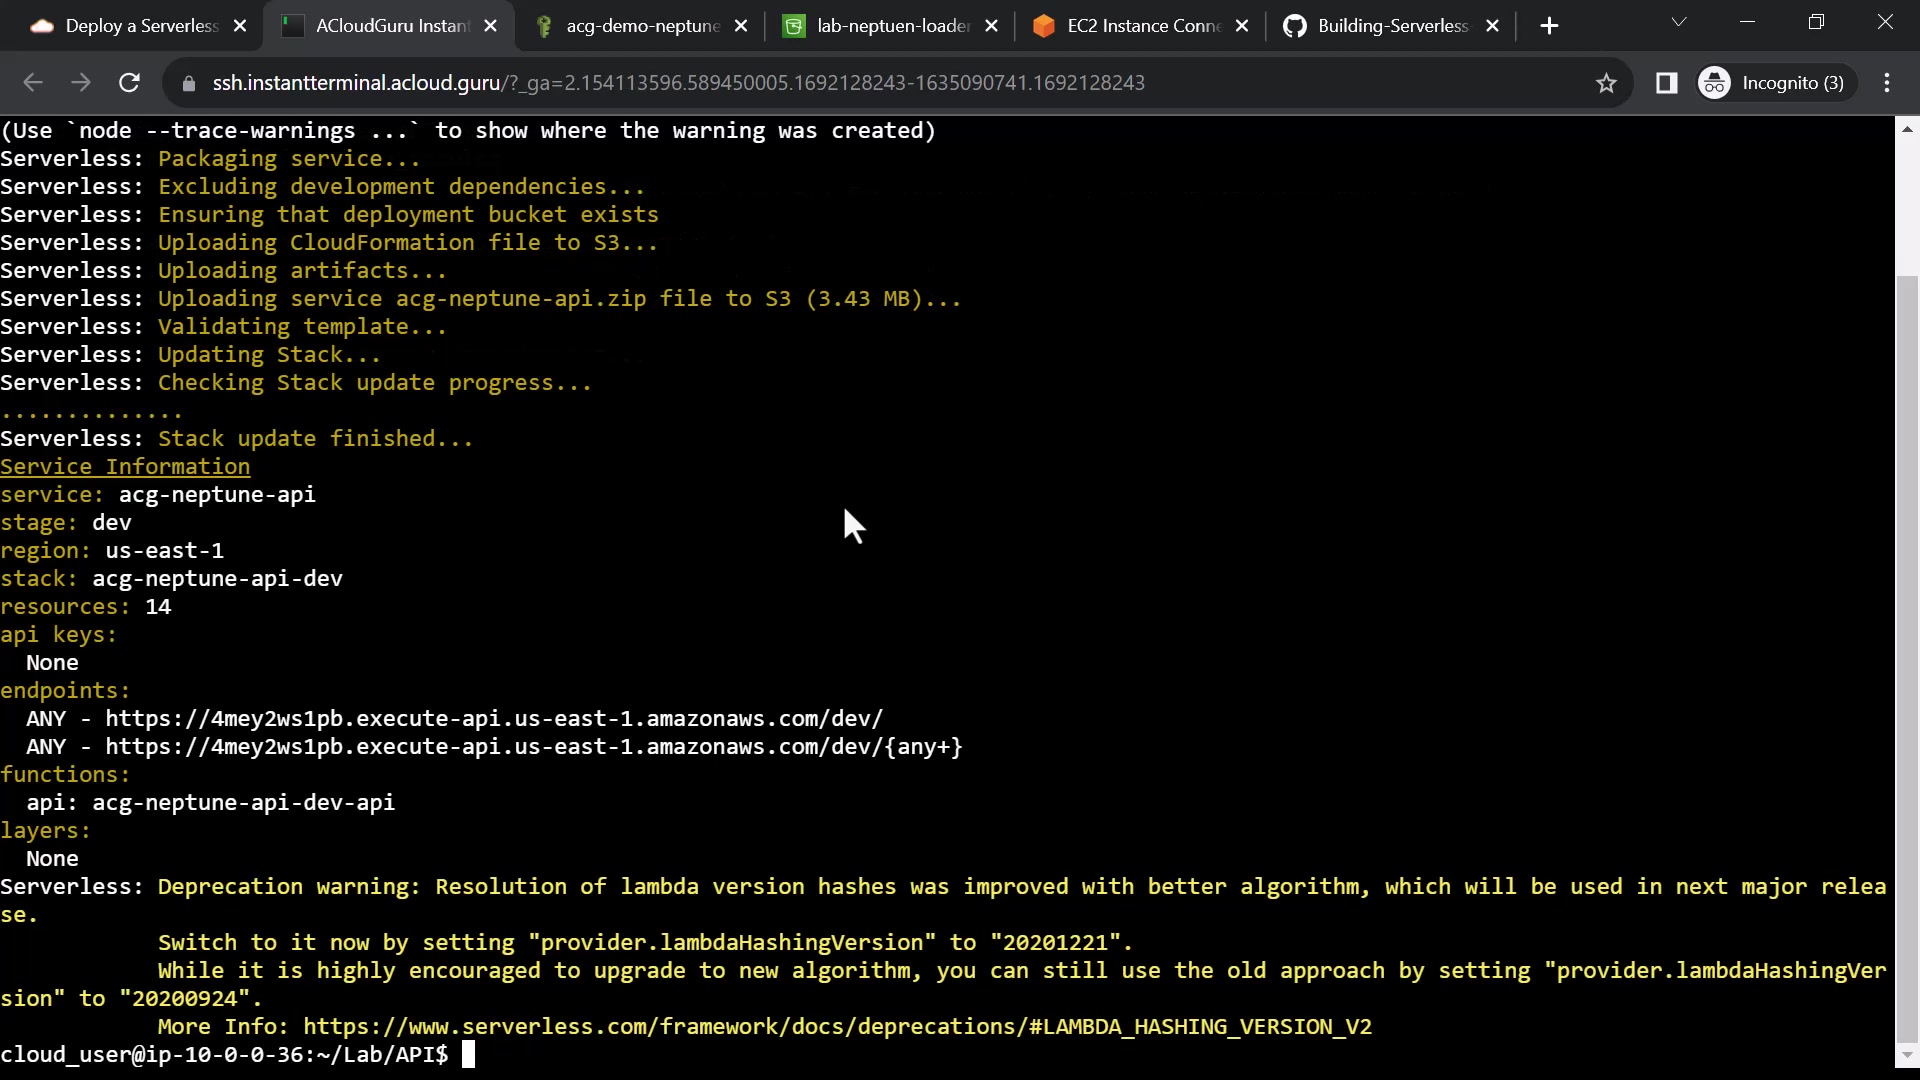 Deploy a Serverless
ACloudGuru Instant
acg-demo-neptune
lab-neptuen-loader
EC2 Instance Conne
Building-Serverless
ssh.instantterminal.acloud.guru/?_ga=2.154113596.589450005.1692128243-1635090741.1692128243
Incognito (3)
(Use `node --trace-warnings ...` to show where the warning was created)
Serverless: Packaging service...
Serverless: Excluding development dependencies...
Serverless: Ensuring that deployment bucket exists
Serverless: Uploading CloudFormation file to S3...
Serverless: Uploading artifacts...
Serverless: Uploading service acg-neptune-api.zip file to S3 (3.43 MB)...
Serverless: Validating template...
Serverless: Updating Stack...
Serverless: Checking Stack update progress...
..............
Serverless: Stack update finished...
Service Information
service: acg-neptune-api
stage: dev
region: us-east-1
stack: acg-neptune-api-dev
resources: 14
api keys:
  None
endpoints:
  ANY - https://4mey2ws1pb.execute-api.us-east-1.amazonaws.com/dev/
  ANY - https://4mey2ws1pb.execute-api.us-east-1.amazonaws.com/dev/{any+}
functions:
  api: acg-neptune-api-dev-api
layers:
  None
Serverless: Deprecation warning: Resolution of lambda version hashes was improved with better algorithm, which will be used in next major relea
se.
            Switch to it now by setting "provider.lambdaHashingVersion" to "20201221".
            While it is highly encouraged to upgrade to new algorithm, you can still use the old approach by setting "provider.lambdaHashingVer
sion" to "20200924".
            More Info: https://www.serverless.com/framework/docs/deprecations/#LAMBDA_HASHING_VERSION_V2
cloud_user@ip-10-0-0-36:~/Lab/API$